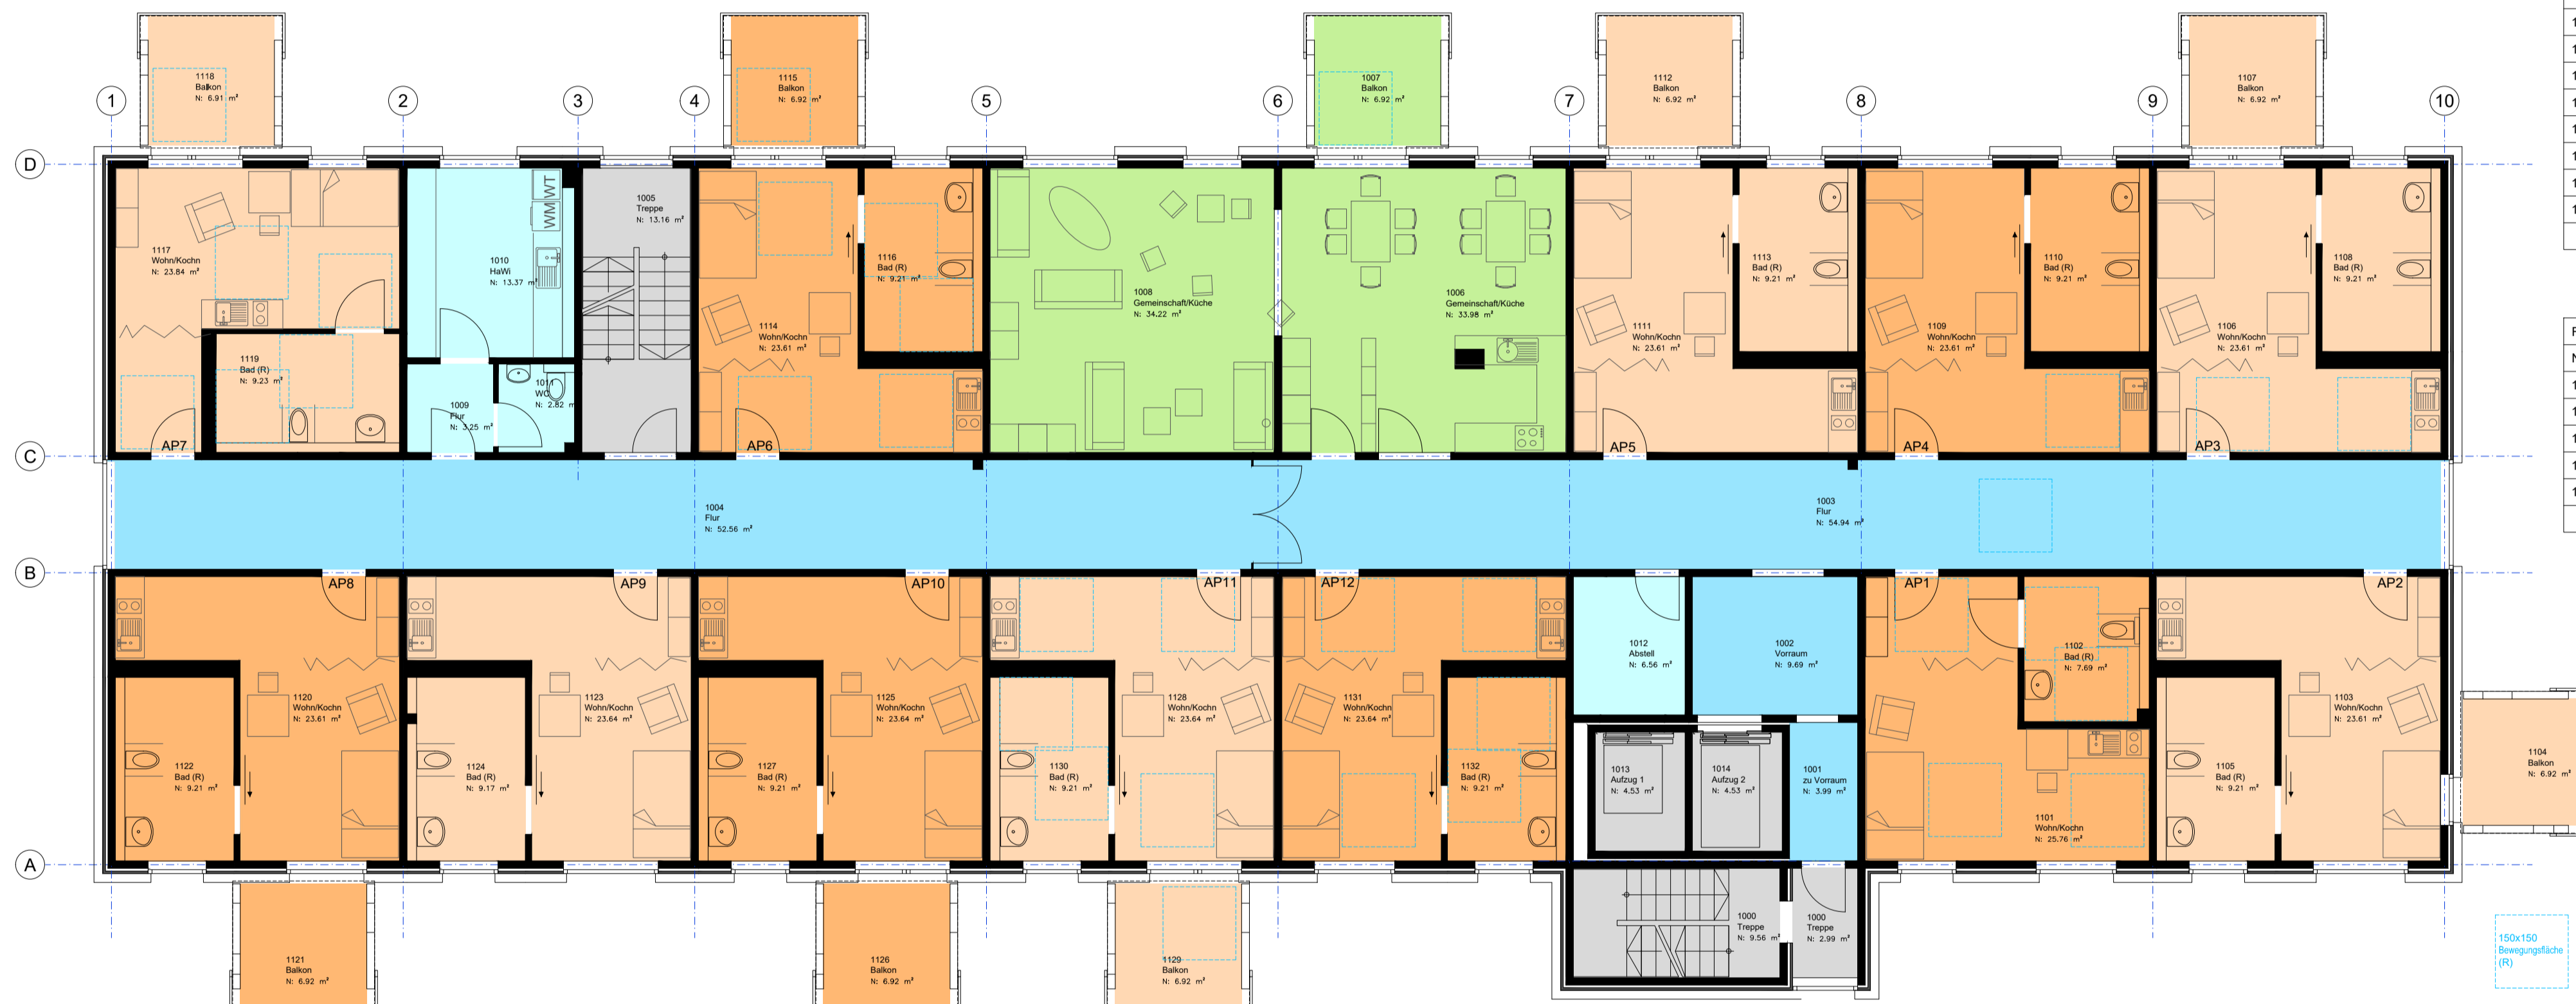 1118
Balkon
N: 6.91 m²
1115
Balkon
N: 6.92 m²
1007
Balkon
N: 6.92 m²
1112
Balkon
N: 6.92 m²
1107
Balkon
N: 6.92 m²
1
2
3
4
5
6
7
8
9
10
D
1117
Wohn/Kochn
N: 23.84 m²
1119
Bad (R)
N: 9.23 m²
AP7
WM
WT
1010
HaWi
N: 13.37 m²
1009
Flur
N: 3.25 m²
1011
WC
N: 2.82 m
1005
Treppe
N: 13.16 m²
1114
Wohn/Kochn
N: 23.61 m²
1116
Bad (R)
N: 9.21 m²
AP6
1008
Gemeinschaft/Küche
N: 34.22 m²
1006
Gemeinschaft/Küche
N: 33.98 m²
1111
Wohn/Kochn
N: 23.61 m²
1113
Bad (R)
N: 9.21 m²
AP5
1109
Wohn/Kochn
N: 23.61 m²
1110
Bad (R)
N: 9.21 m²
AP4
1106
Wohn/Kochn
N: 23.61 m²
1108
Bad (R)
N: 9.21 m²
AP3
C
1004
Flur
N: 52.56 m²
1003
Flur
N: 54.94 m²
B
AP8
1120
Wohn/Kochn
N: 23.61 m²
1122
Bad (R)
N: 9.21 m²
AP9
1123
Wohn/Kochn
N: 23.64 m²
1124
Bad (R)
N: 9.17 m²
AP10
1125
Wohn/Kochn
N: 23.64 m²
1127
Bad (R)
N: 9.21 m²
AP11
1128
Wohn/Kochn
N: 23.64 m²
1130
Bad (R)
N: 9.21 m²
AP12
1131
Wohn/Kochn
N: 23.64 m²
1132
Bad (R)
N: 9.21 m²
1012
Abstell
N: 6.56 m²
1002
Vorraum
N: 9.69 m²
1013
Aufzug 1
N: 4.53 m²
1014
Aufzug 2
N: 4.53 m²
1001
zu Vorraum
N: 3.99 m²
AP1
1102
Bad (R)
N: 7.69 m²
1101
Wohn/Kochn
N: 25.76 m²
AP2
1103
Wohn/Kochn
N: 23.61 m²
1105
Bad (R)
N: 9.21 m²
1104
Balkon
N: 6.92 m²
A
1121
Balkon
N: 6.92 m²
1126
Balkon
N: 6.92 m²
1129
Balkon
N: 6.92 m²
1000
Treppe
N: 9.56 m²
1000
Treppe
N: 2.99 m²
150x150
Bewegungsfläche
(R)